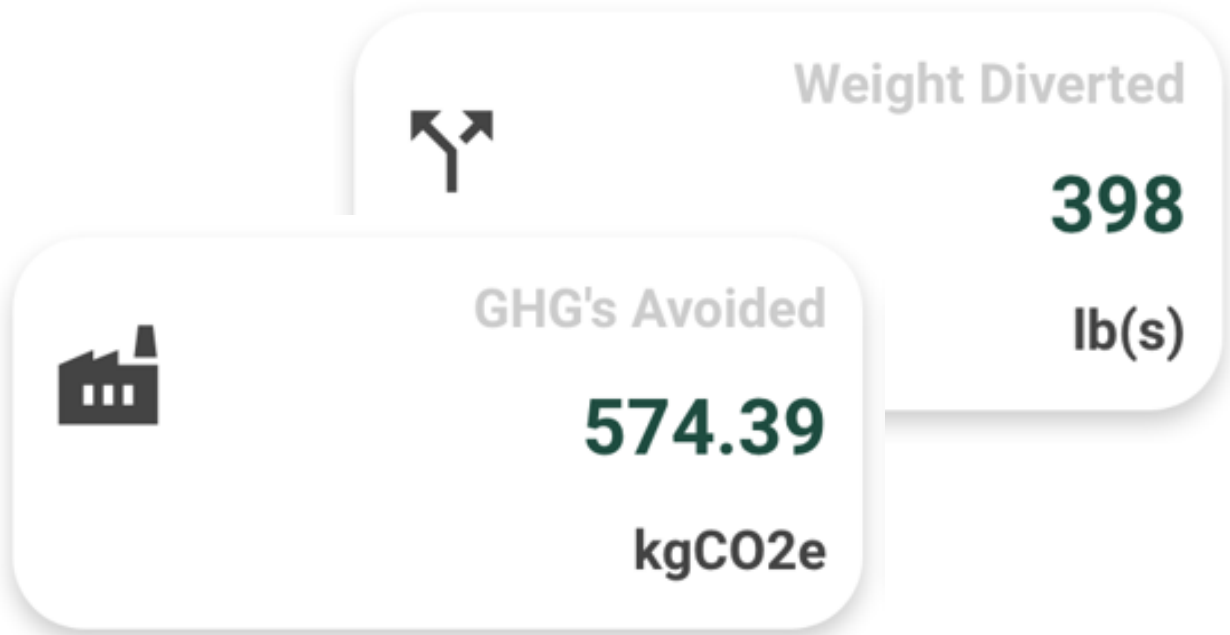 Weight Diverted
398
lb(s)
GHG's Avoided
574.39
kgCO2e